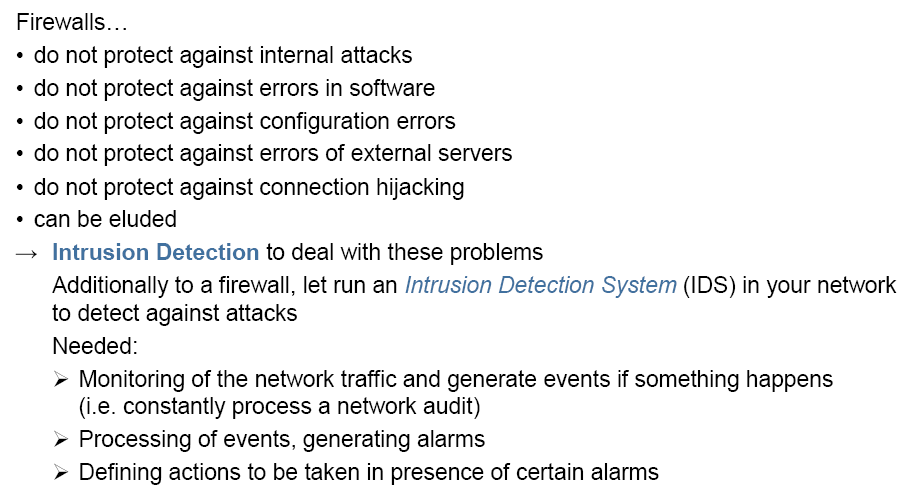 Firewalls…
• do not protect against internal attacks
• do not protect against errors in software
• do not protect against configuration errors
• do not protect against errors of external servers
• do not protect against connection hijacking
• can be eluded
→ Intrusion Detection to deal with these problems
Additionally to a firewall, let run an Intrusion Detection System (IDS) in your network
to detect against attacks
Needed:
➢ Monitoring of the network traffic and generate events if something happens
(i.e. constantly process a network audit)
➢ Processing of events, generating alarms
➢ Defining actions to be taken in presence of certain alarms